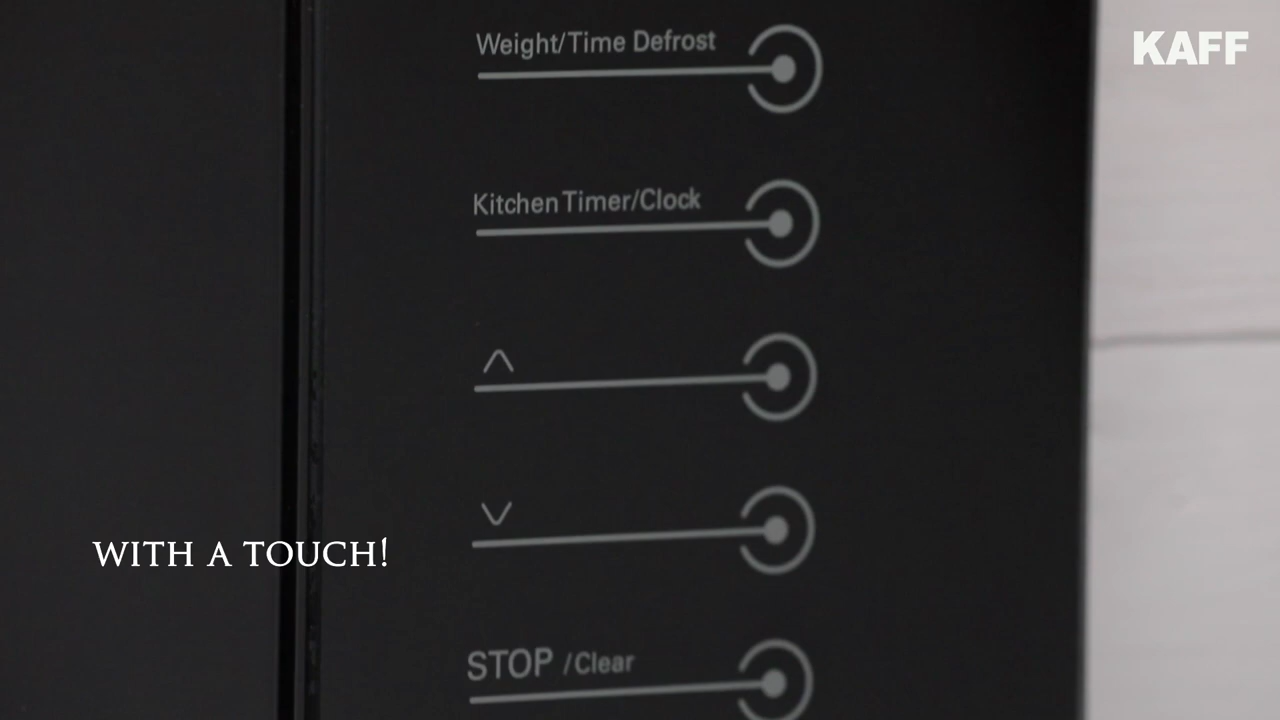 Weight/Time Defrost
KAFF
Kitchen Timer/Clock
WITH A TOUCH!
STOP /Clear